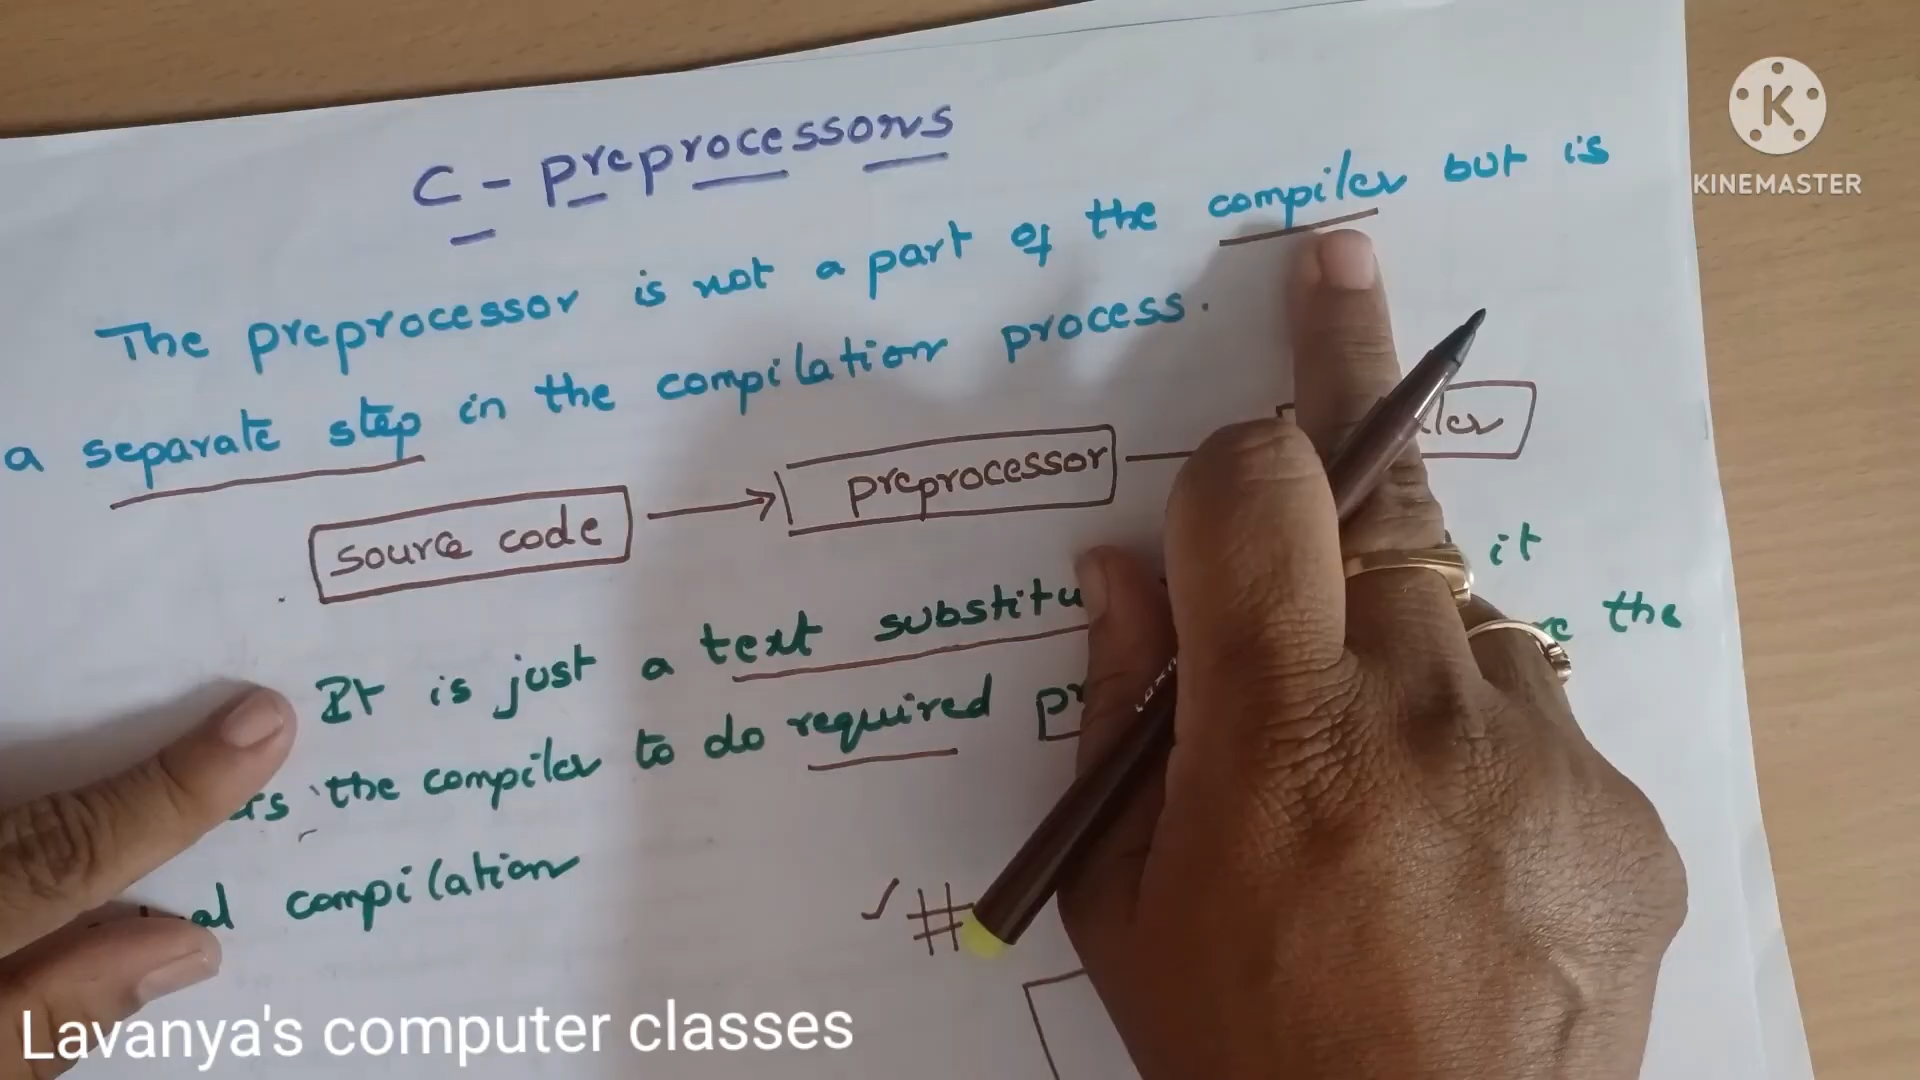 C - preprocessors
The preprocessor is not a part of the compiler but is
a separate step in the compilation process.
source code
preprocessor
It is just a text it
the
the compiler to do required
compilation
✓ #
Lavanya's computer classes
K
KINEMASTER